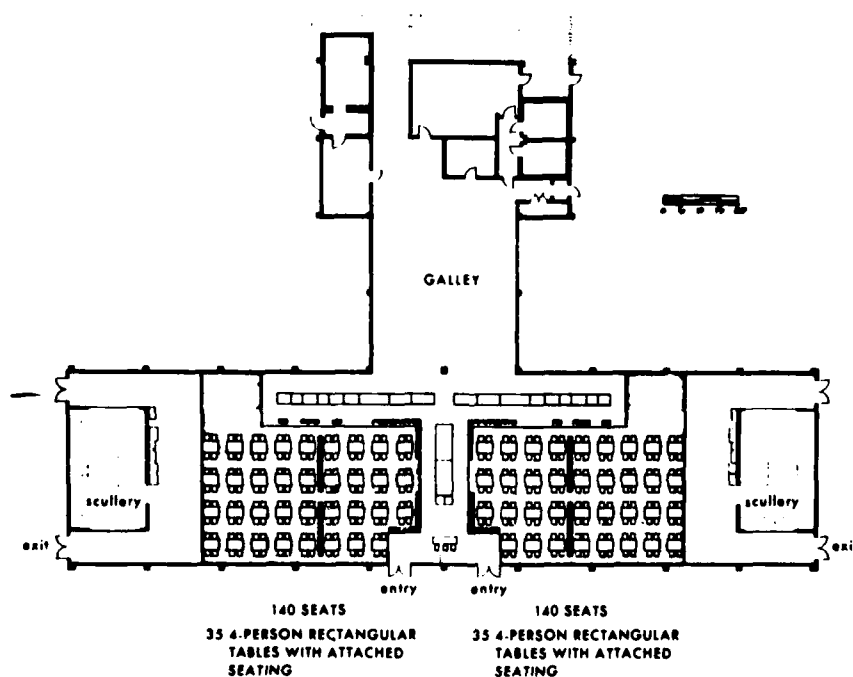 GALLEY
scullery
scullery
exit
exit
entry
entry
140 SEATS
35 4-PERSON RECTANGULAR
TABLES WITH ATTACHED
SEATING
140 SEATS
35 4-PERSON RECTANGULAR
TABLES WITH ATTACHED
SEATING